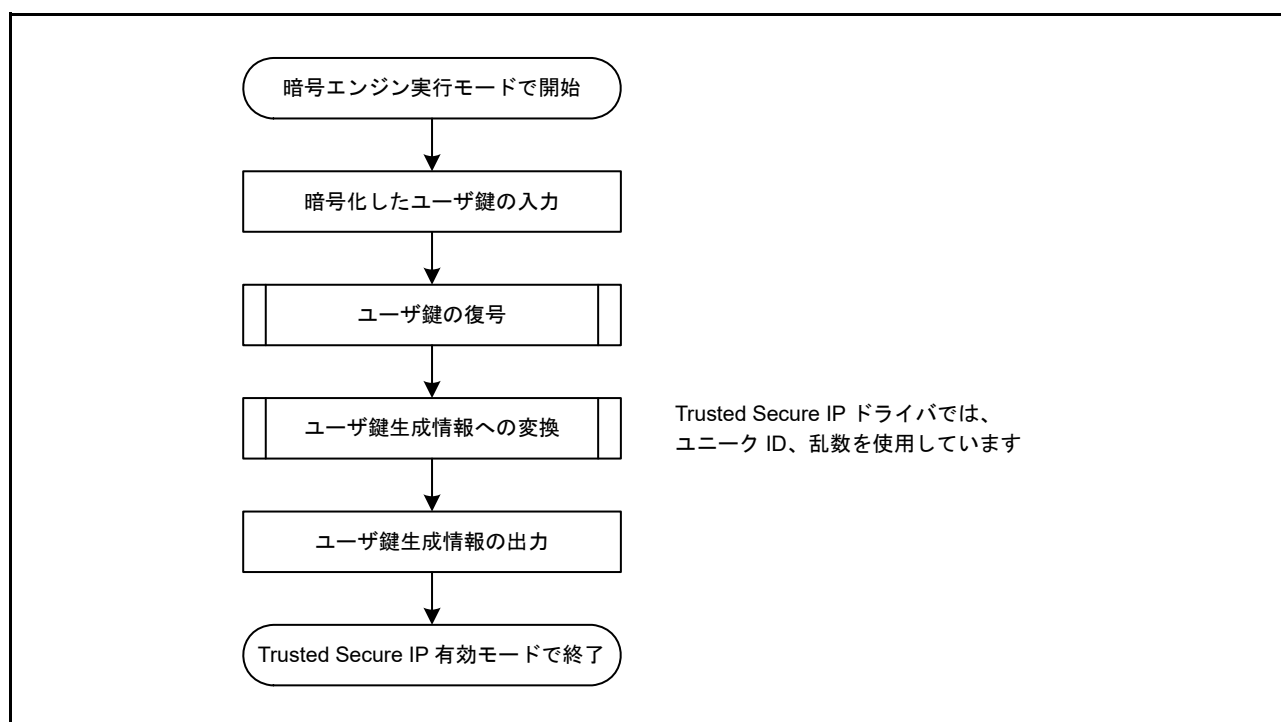 暗号エンジン実行モードで開始
暗号化したユーザ鍵の入力
ユーザ鍵の復号
ユーザ鍵生成情報への変換
Trusted Secure IP ドライバでは、
ユニーク ID、乱数を使用しています
ユーザ鍵生成情報の出力
Trusted Secure IP 有効モードで終了